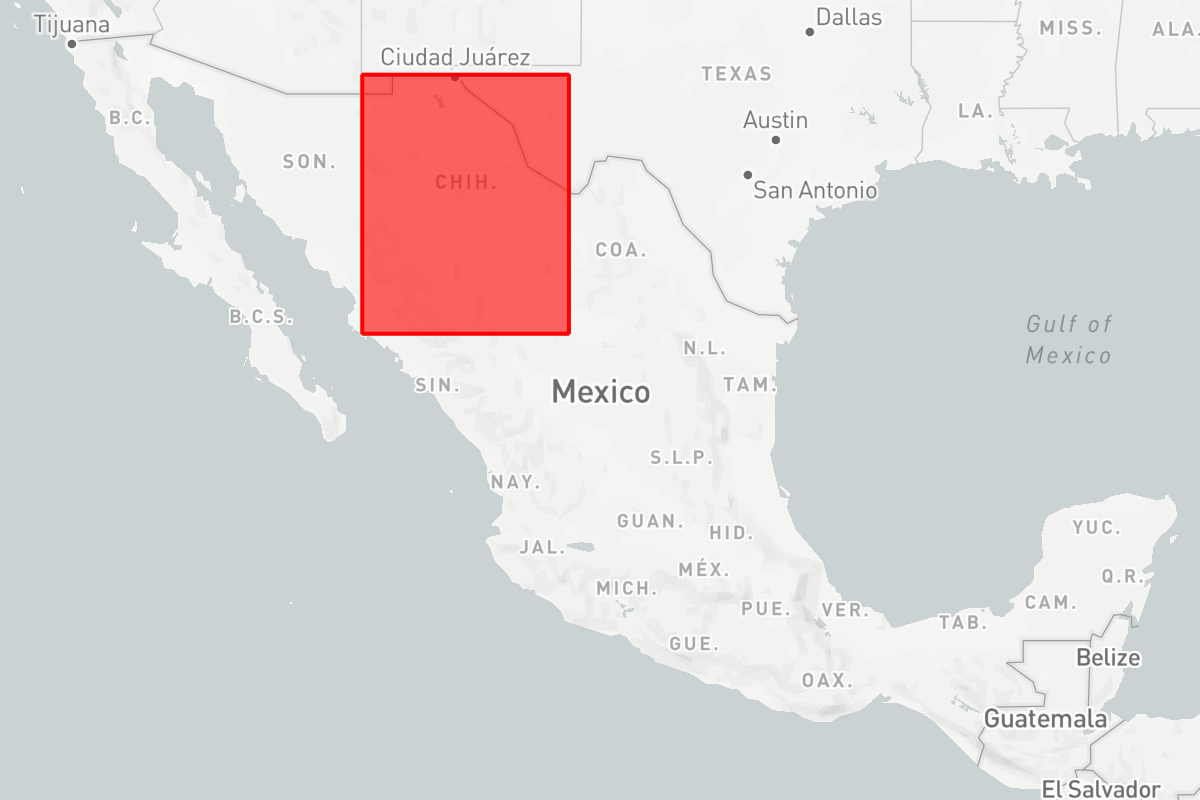 Tijuana
Dallas
MISS.
ALA.
Ciudad Juárez
TEXAS
LA.
B.C.
Austin
SON.
CHIH.
San Antonio
COA.
B.C.S.
Gulf of
Mexico
N.L.
SIN.
Mexico
TAM.
S.L.P.
NAY.
GUAN.
HID.
YUC.
JAL.
MÉX.
Q.R.
MICH.
PUE.
VER.
CAM.
TAB.
GUE.
Belize
OAX.
Guatemala
El Salvador